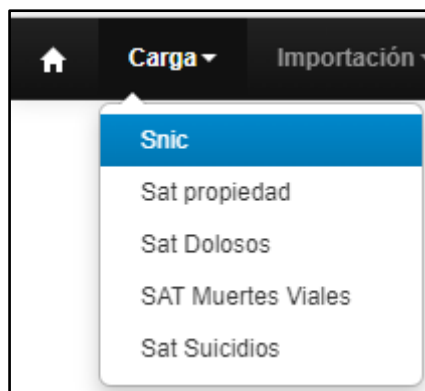 Carga Importación
Snic
Sat propiedad
Sat Dolosos
SAT Muertes Viales
Sat Suicidios